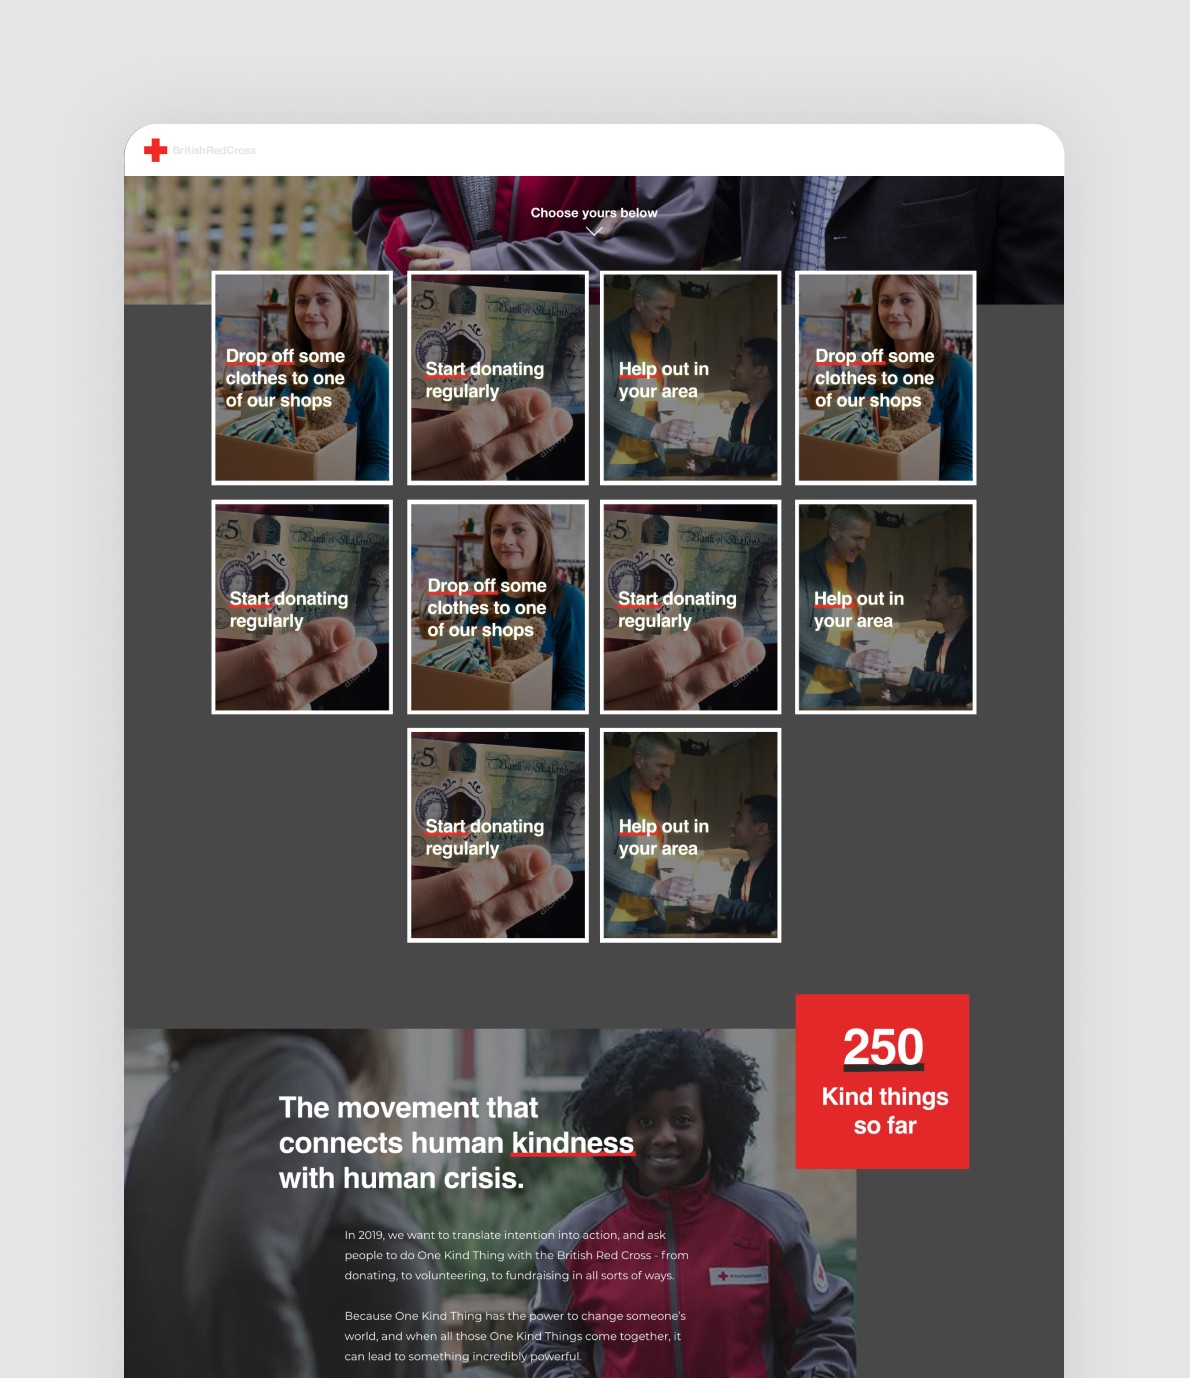 BritishRedCross
Choose yours below
Drop off some
clothes to one
of our shops
Start donating
regularly
Help out in
your area
Drop off some
clothes to one
of our shops
Start donating
regularly
Drop off some
clothes to one
of our shops
Start donating
regularly
Help out in
your area
Start donating
regularly
Help out in
your area
250
Kind things
so far
The movement that
connects human kindness
with human crisis.
In 2019, we want to translate intention into action, and ask
people to do One Kind Thing with the British Red Cross - from
donating, to volunteering, to fundraising in all sorts of ways.
Because One Kind Thing has the power to change someone's
world, and when all those One Kind Things come together, it
can lead to something incredibly powerful.